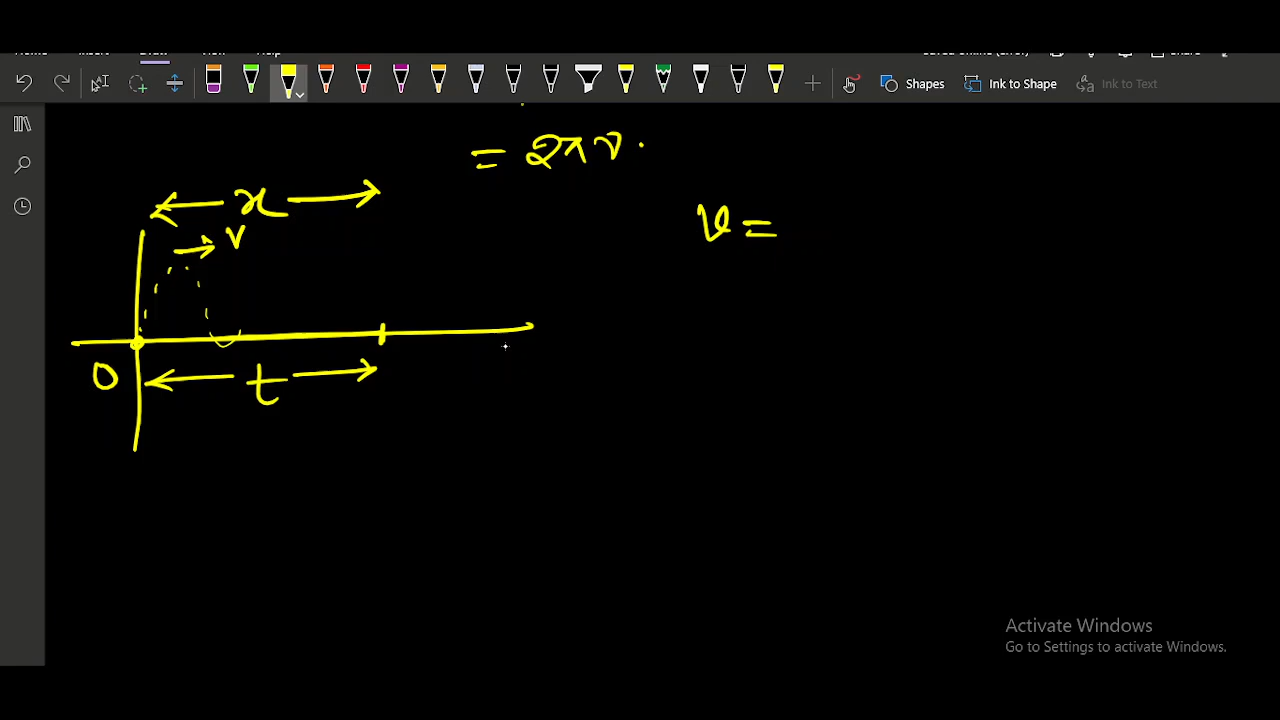 Shapes
Ink to Shape
Ink to Text
= 2πν.
x
v
v =
0
t
Activate Windows
Go to Settings to activate Windows.